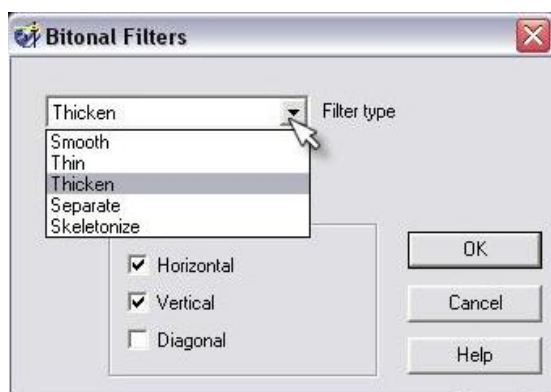 Bitonal Filters
Thicken
Filter type
Smooth
Thin
Thicken
Separate
Skeletonize
Horizontal
Vertical
Diagonal
OK
Cancel
Help